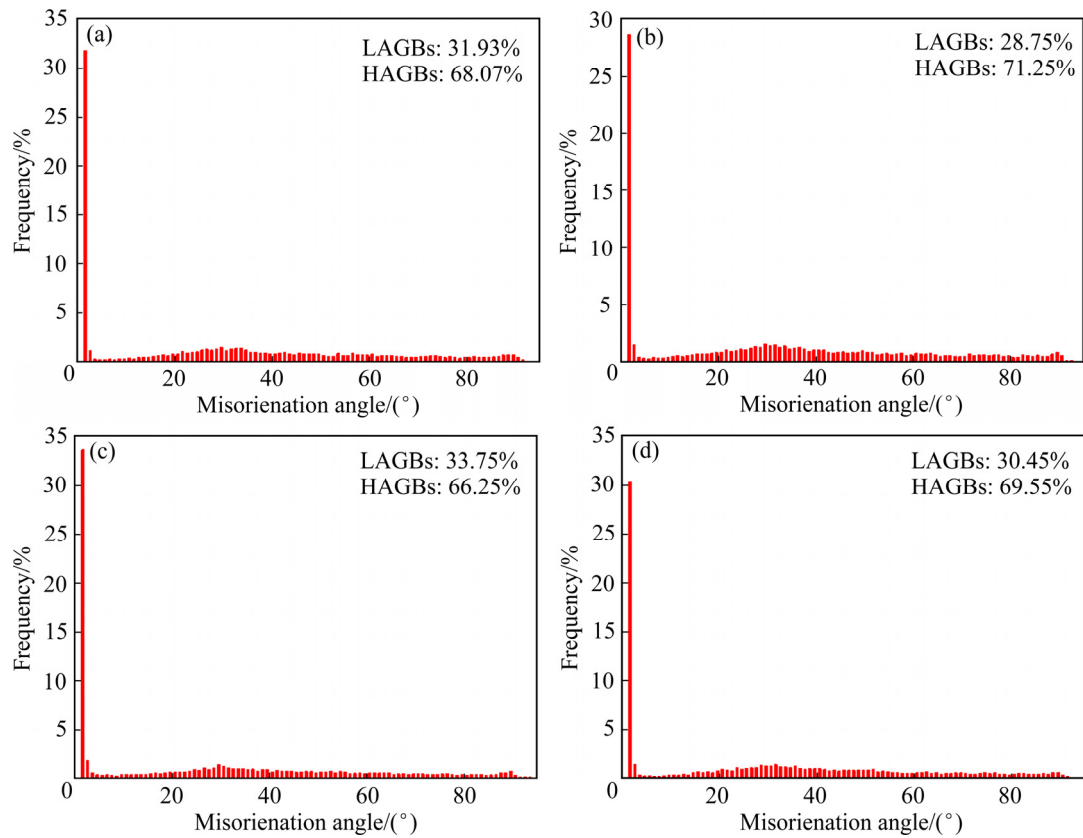 (a)
LAGBs: 31.93%
HAGBs: 68.07%
35
30
25
20
15
10
5
0
20
40
60
80
Frequency/%
Misorienation angle/(°)
(b)
LAGBs: 28.75%
HAGBs: 71.25%
30
25
20
15
10
5
0
20
40
60
80
Frequency/%
Misorienation angle/(°)
(c)
LAGBs: 33.75%
HAGBs: 66.25%
35
30
25
20
15
10
5
0
20
40
60
80
Frequency/%
Misorienation angle/(°)
(d)
LAGBs: 30.45%
HAGBs: 69.55%
35
30
25
20
15
10
5
0
20
40
60
80
Frequency/%
Misorienation angle/(°)